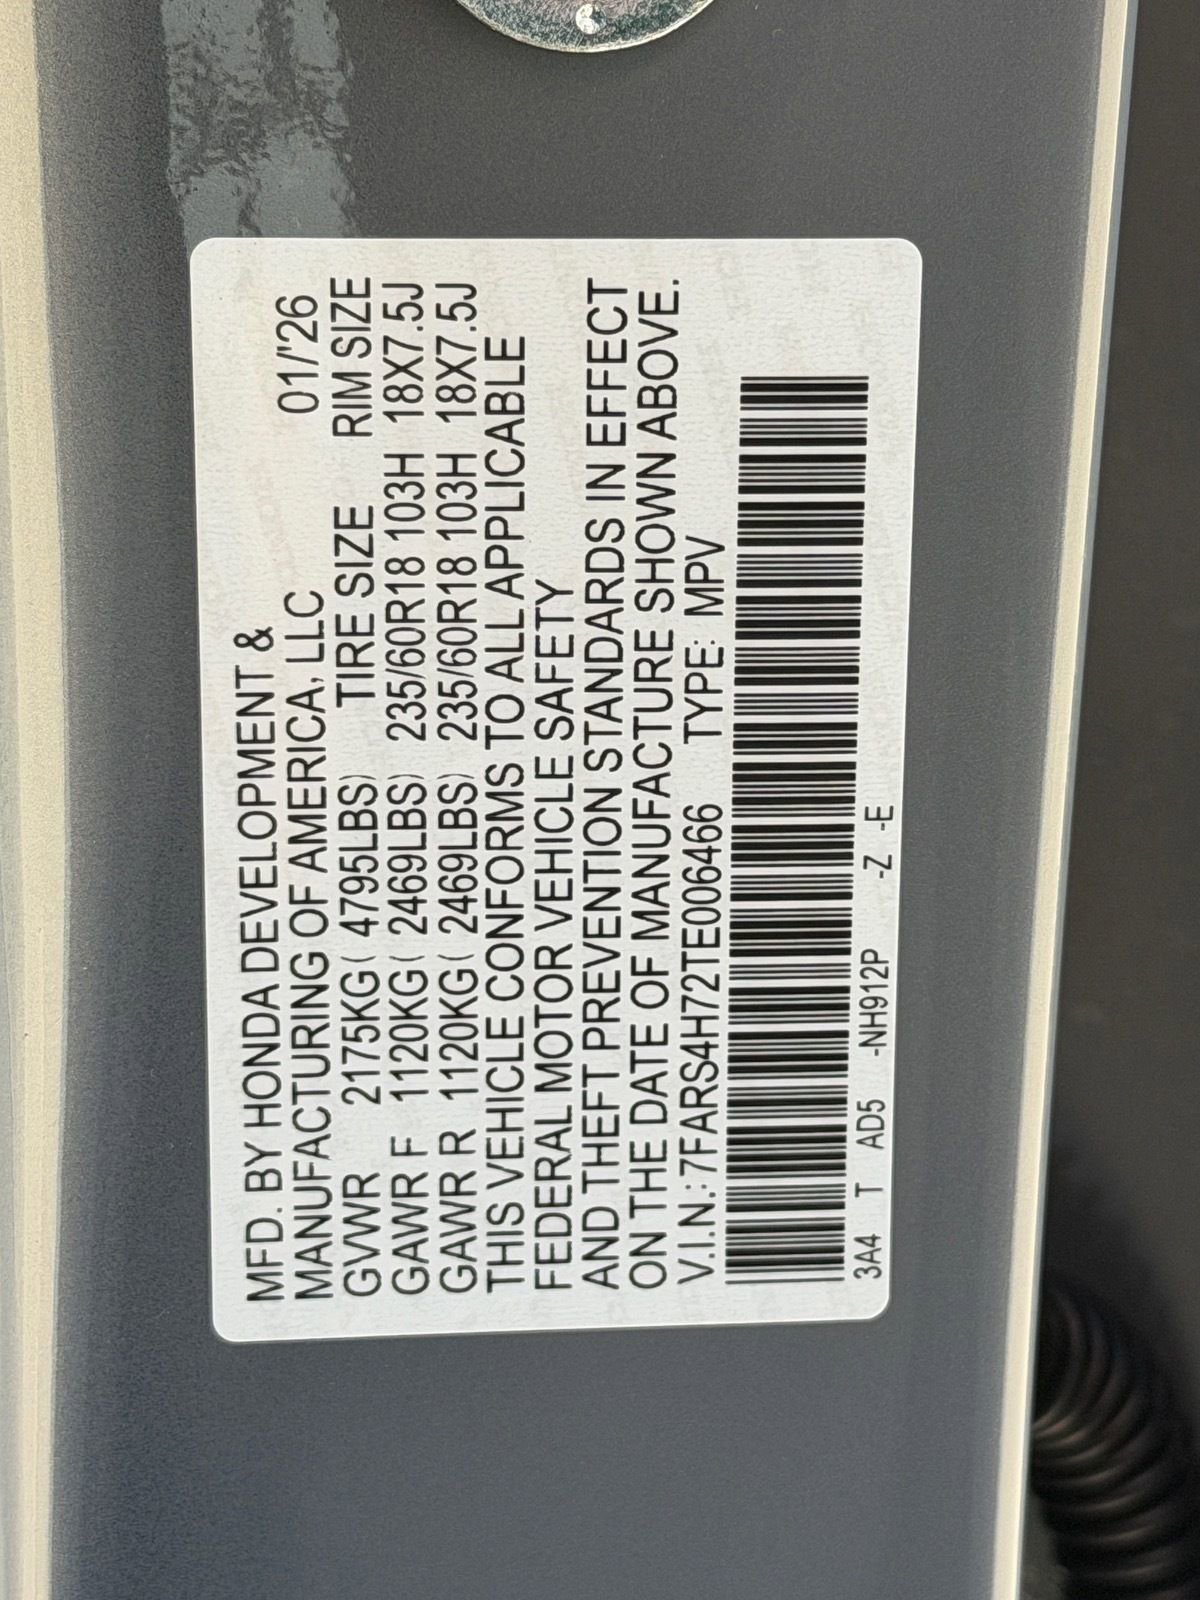 MFD. BY HONDA DEVELOPMENT &
MANUFACTURING OF AMERICA, LLC 01/'26
GVWR 2175KG( 4795LBS) TIRE SIZE RIM SIZE
GAWR F 1120KG( 2469LBS) 235/60R18 103H 18X7.5J
GAWR R 1120KG( 2469LBS) 235/60R18 103H 18X7.5J
THIS VEHICLE CONFORMS TO ALL APPLICABLE
FEDERAL MOTOR VEHICLE SAFETY
AND THEFT PREVENTION STANDARDS IN EFFECT
ON THE DATE OF MANUFACTURE SHOWN ABOVE.
V.I.N.:7FARS4H72TE006466 TYPE: MPV
3A4 T AD5 -NH912P -Z -E